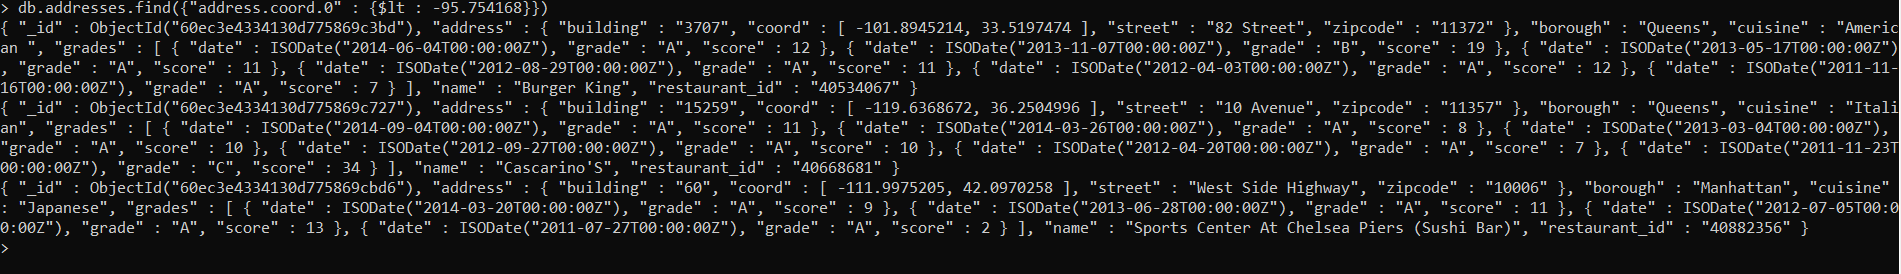 > db.addresses.find({"address.coord.0" : {$lt : -95.754168}})
{ "_id" : ObjectId("60ec3e4334130d775869c3bd"), "address" : { "building" : "3707", "coord" : [ -101.8945214, 33.5197474 ], "street" : "82 Street", "zipcode" : "11372" }, "borough" : "Queens", "cuisine" : "Americ
an ", "grades" : [ { "date" : ISODate("2014-06-04T00:00:00Z"), "grade" : "A", "score" : 12 }, { "date" : ISODate("2013-11-07T00:00:00Z"), "grade" : "B", "score" : 19 }, { "date" : ISODate("2013-05-17T00:00:00Z")
, "grade" : "A", "score" : 11 }, { "date" : ISODate("2012-08-29T00:00:00Z"), "grade" : "A", "score" : 11 }, { "date" : ISODate("2012-04-03T00:00:00Z"), "grade" : "A", "score" : 12 }, { "date" : ISODate("2011-11-
16T00:00:00Z"), "grade" : "A", "score" : 7 } ], "name" : "Burger King", "restaurant_id" : "40534067" }
{ "_id" : ObjectId("60ec3e4334130d775869c727"), "address" : { "building" : "15259", "coord" : [ -119.6368672, 36.2504996 ], "street" : "10 Avenue", "zipcode" : "11357" }, "borough" : "Queens", "cuisine" : "Itali
an", "grades" : [ { "date" : ISODate("2014-09-04T00:00:00Z"), "grade" : "A", "score" : 11 }, { "date" : ISODate("2014-03-26T00:00:00Z"), "grade" : "A", "score" : 8 }, { "date" : ISODate("2013-03-04T00:00:00Z"),
"grade" : "A", "score" : 10 }, { "date" : ISODate("2012-09-27T00:00:00Z"), "grade" : "A", "score" : 10 }, { "date" : ISODate("2012-04-20T00:00:00Z"), "grade" : "A", "score" : 7 }, { "date" : ISODate("2011-11-23T
00:00:00Z"), "grade" : "C", "score" : 34 } ], "name" : "Cascarino'S", "restaurant_id" : "40668681" }
{ "_id" : ObjectId("60ec3e4334130d775869cbd6"), "address" : { "building" : "60", "coord" : [ -111.9975205, 42.0970258 ], "street" : "West Side Highway", "zipcode" : "10006" }, "borough" : "Manhattan", "cuisine"
: "Japanese", "grades" : [ { "date" : ISODate("2014-03-20T00:00:00Z"), "grade" : "A", "score" : 9 }, { "date" : ISODate("2013-06-28T00:00:00Z"), "grade" : "A", "score" : 11 }, { "date" : ISODate("2012-07-05T00:0
0:00Z"), "grade" : "A", "score" : 13 }, { "date" : ISODate("2011-07-27T00:00:00Z"), "grade" : "A", "score" : 2 } ], "name" : "Sports Center At Chelsea Piers (Sushi Bar)", "restaurant_id" : "40882356" }
>